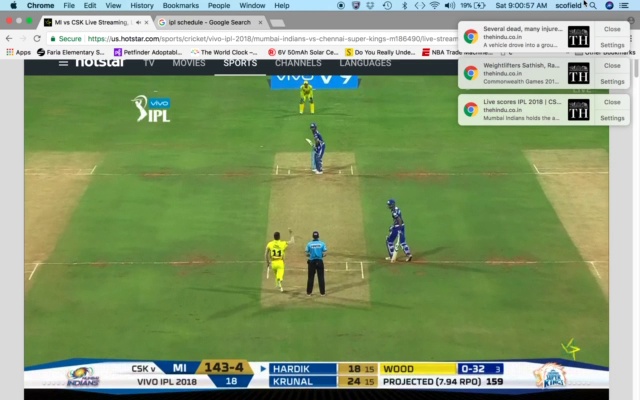 Chrome File Edit View History Bookmarks People Window Help 19% Sat 9:00:57 AM scofield
MI vs CSK Live Streaming,
ipl schedule - Google Search
Secure https://us.hotstar.com/sports/cricket/vivo-ipl-2018/mumbai-indians-vs-chennai-super-kings-m186490/live-stream
Apps Faria Elementary S... Petfinder Adoptabl... The World Clock –... 6V 50mAh Solar Ce... Do You Really Unde... NBA Trade Machine... Other Bookmarks
Several dead, many injure...
thehindu.co.in
A vehicle drove into a grou...
TH
Close
Settings
Weightlifters Sathish, Ra...
thehindu.co.in
Commonwealth Games 201...
TH
Close
Settings
Live scores IPL 2018 | CS...
thehindu.co.in
Mumbai Indians holds the a...
TH
Close
Settings
hotstar TV MOVIES SPORTS CHANNELS LANGUAGES
vivo
vivo
IPL
11
CSK v MI 143-4 HARDIK 18 15 WOOD 0-32 3
VIVO IPL 2018 18 KRUNAL 24 15 PROJECTED (7.94 RPO) 159
MUMBAI
INDIANS
SUPER
KINGS